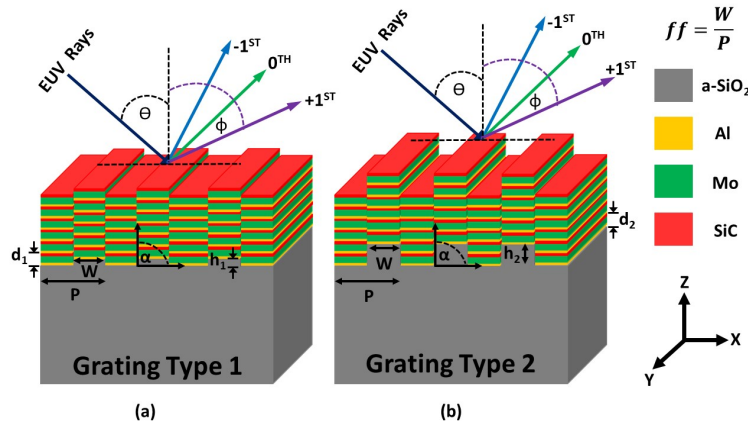 EUV Rays
Θ
-1ST
0TH
ϕ
+1ST
d1
W
α
h1
P
Grating Type 1
(a)
EUV Rays
Θ
-1ST
0TH
ϕ
+1ST
d2
W
α
h2
P
Grating Type 2
(b)
ff = W/P
a-SiO2
Al
Mo
SiC
Z
X
Y